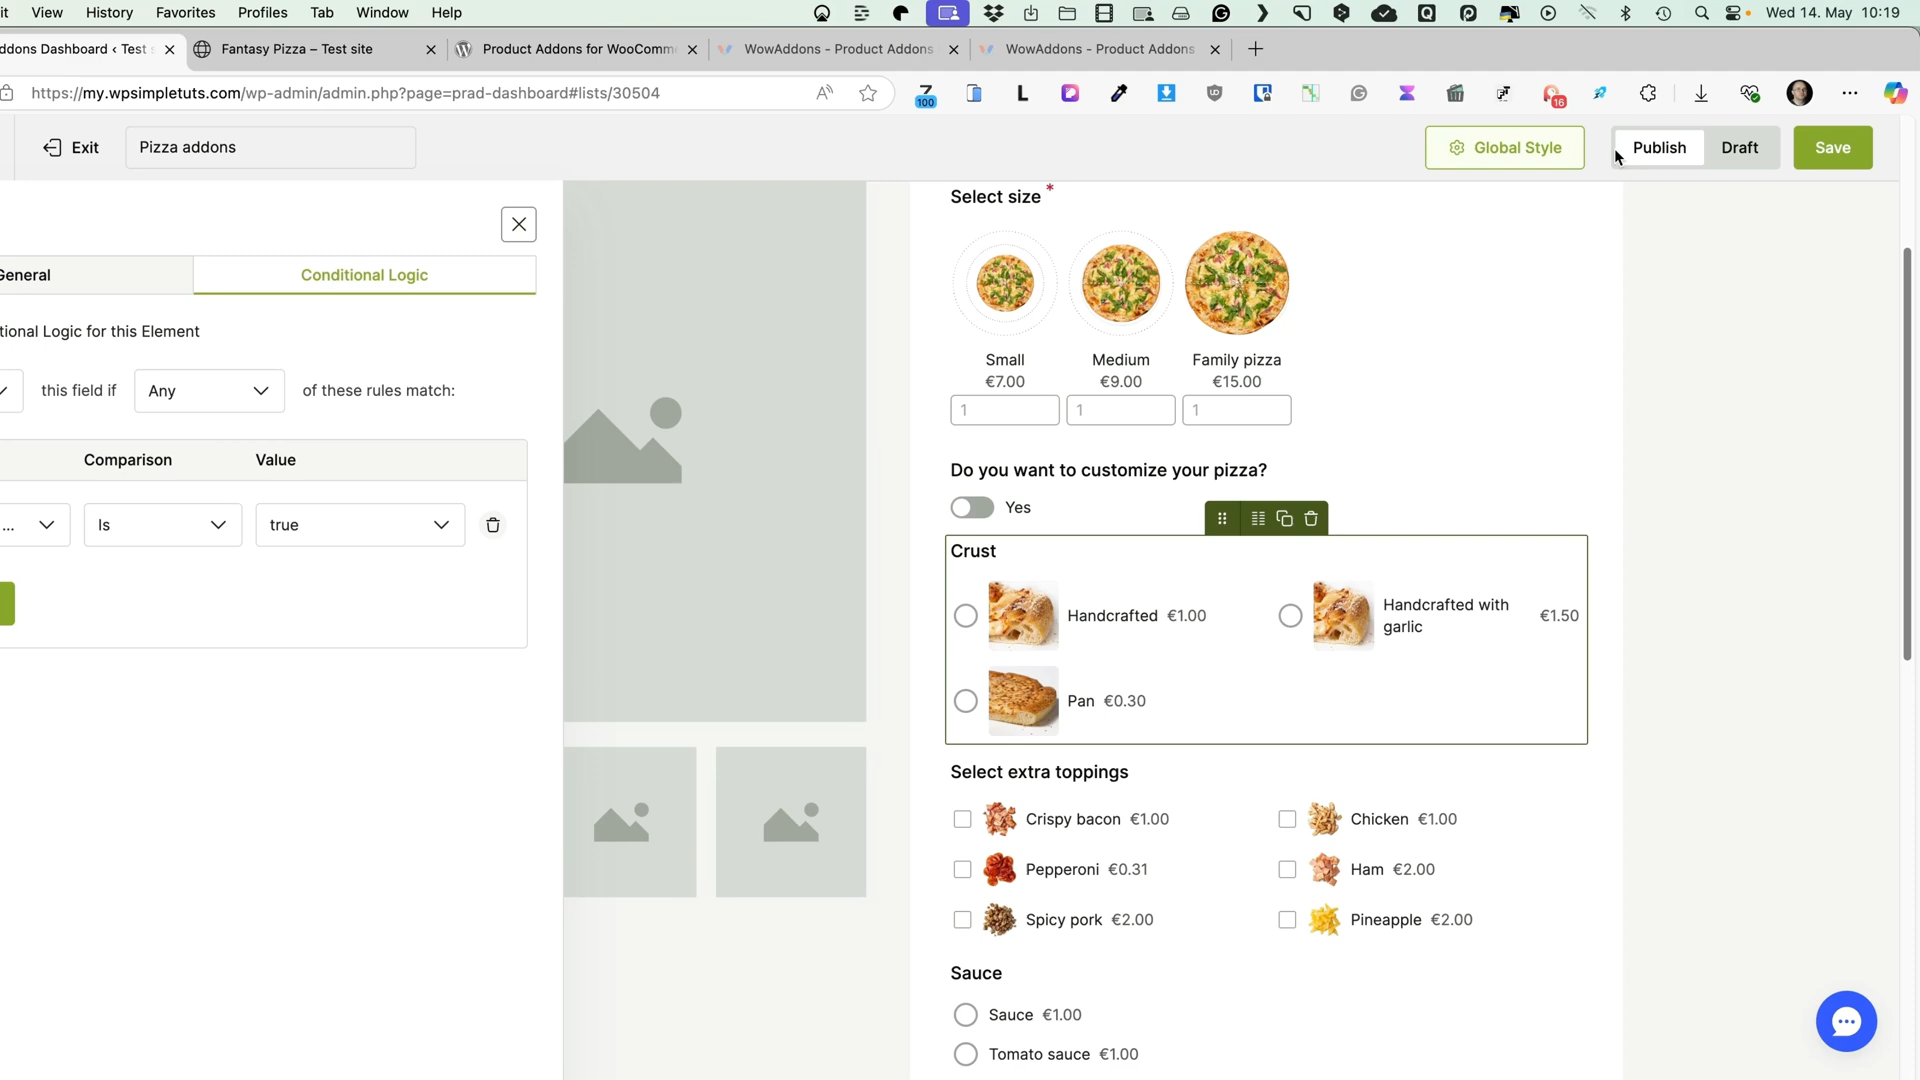 it View History Favorites Profiles Tab Window Help Wed 14. May 10:19
ddons Dashboard ‹ Test s Fantasy Pizza – Test site Product Addons for WooComme WowAddons - Product Addons WowAddons - Product Addons
https://my.wpsimpletuts.com/wp-admin/admin.php?page=prad-dashboard#lists/30504 100 16
Exit Pizza addons Global Style Publish Draft Save
General Conditional Logic
tional Logic for this Element
this field if Any of these rules match:
Comparison Value
... Is true
Select size *
Small Medium Family pizza
€7.00 €9.00 €15.00
1 1 1
Do you want to customize your pizza?
Yes
Crust
Handcrafted €1.00 Handcrafted with garlic €1.50
Pan €0.30
Select extra toppings
Crispy bacon €1.00 Chicken €1.00
Pepperoni €0.31 Ham €2.00
Spicy pork €2.00 Pineapple €2.00
Sauce
Sauce €1.00
Tomato sauce €1.00